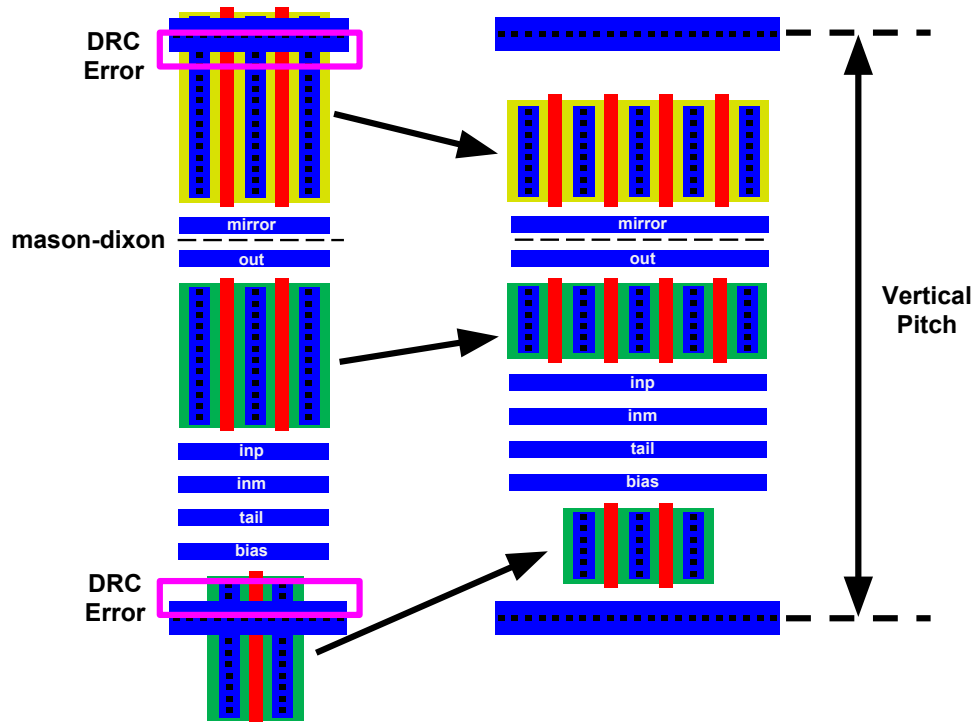 DRC
Error
mirror
mason-dixon
out
inp
inm
tail
bias
DRC
Error
mirror
out
inp
inm
tail
bias
Vertical
Pitch